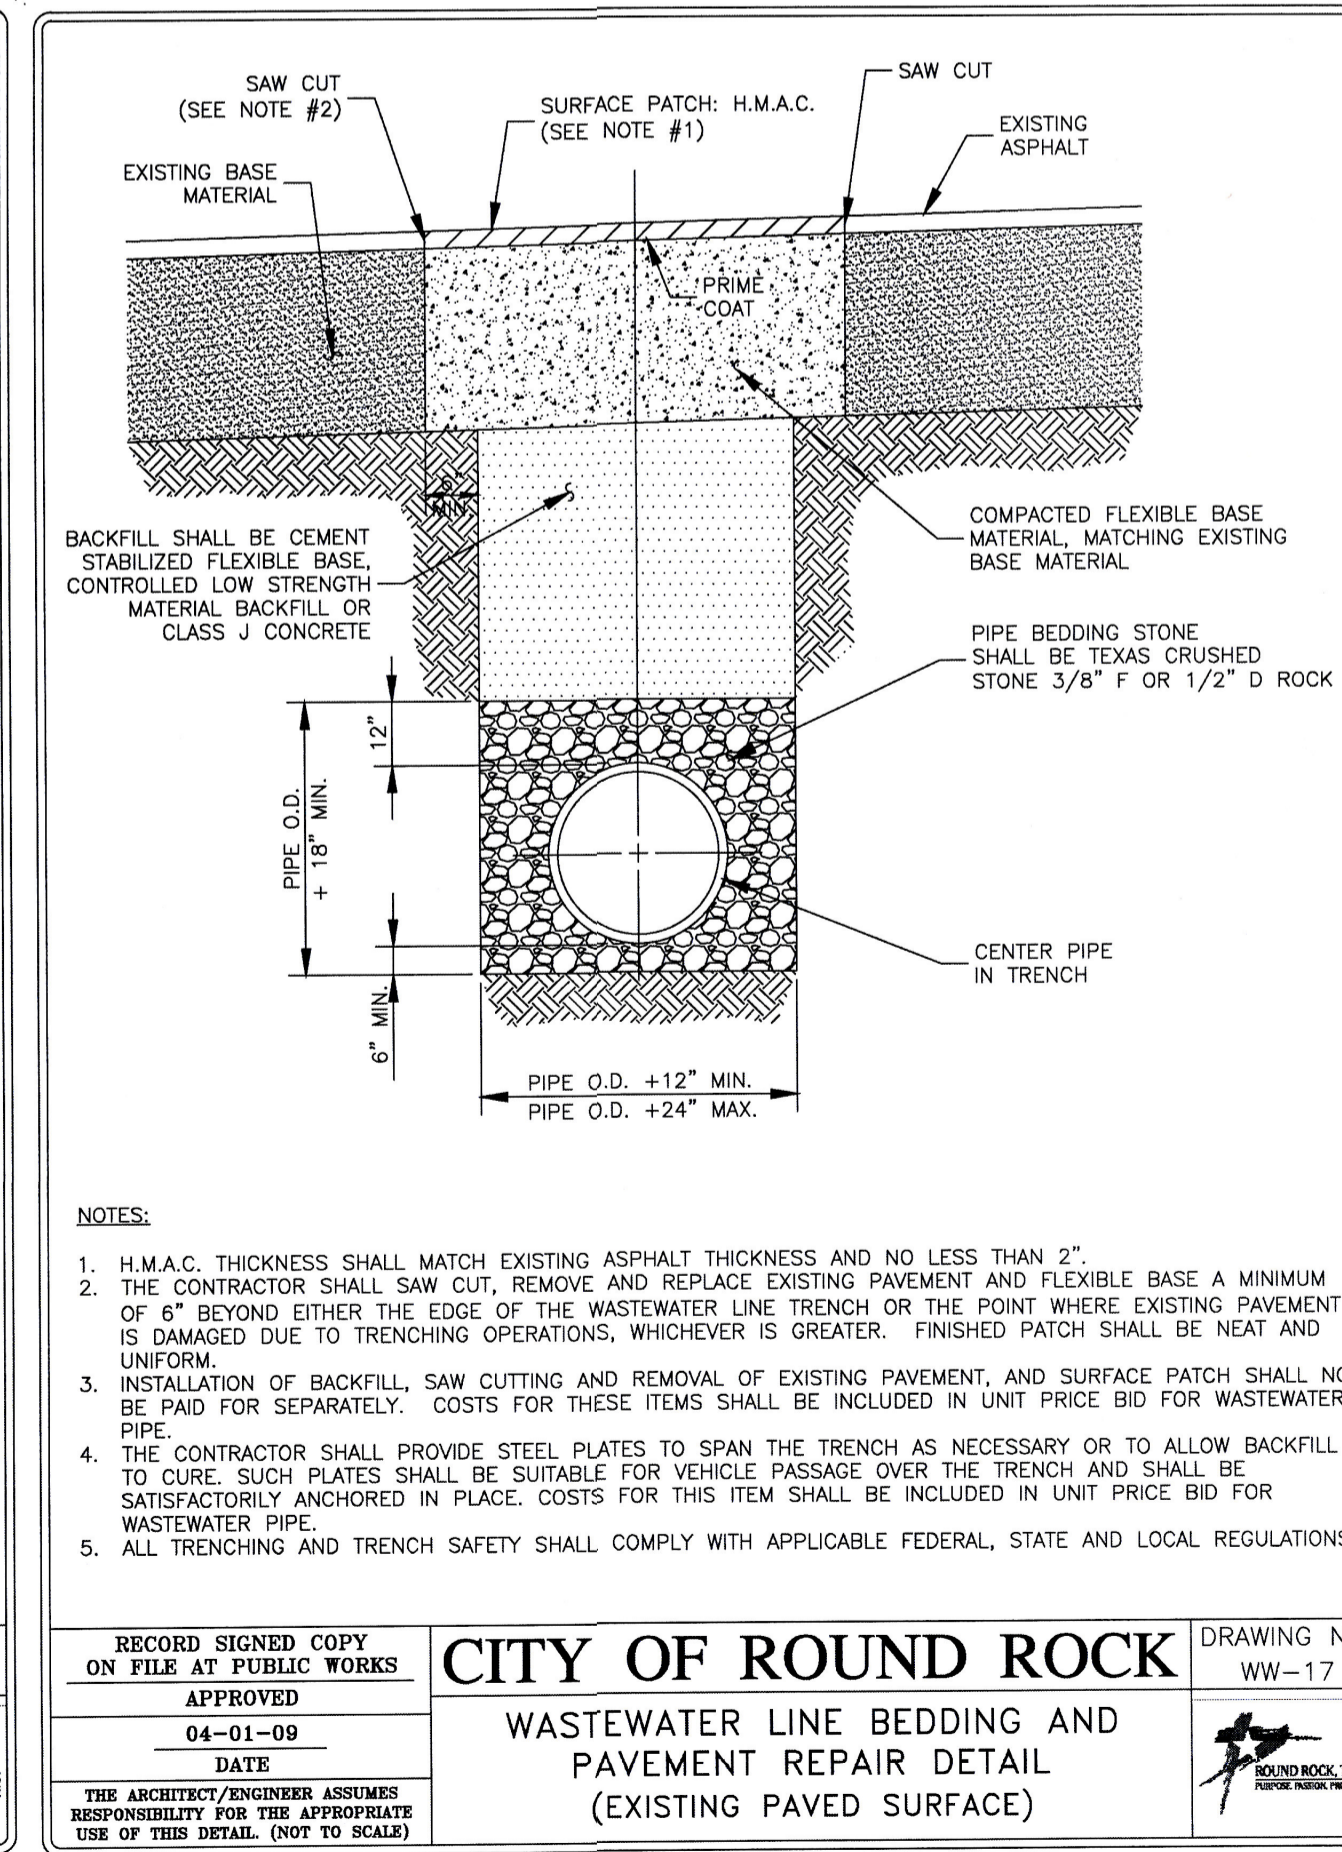 SAW CUT
(SEE NOTE #2)
SURFACE PATCH: H.M.A.C.
(SEE NOTE #1)
SAW CUT
EXISTING
ASPHALT
EXISTING BASE
MATERIAL
PRIME
COAT
6"
MIN.
BACKFILL SHALL BE CEMENT
STABILIZED FLEXIBLE BASE,
CONTROLLED LOW STRENGTH
MATERIAL BACKFILL OR
CLASS J CONCRETE
COMPACTED FLEXIBLE BASE
MATERIAL, MATCHING EXISTING
BASE MATERIAL
PIPE BEDDING STONE
SHALL BE TEXAS CRUSHED
STONE 3/8" F OR 1/2" D ROCK
12"
PIPE O.D.
+ 18" MIN.
6" MIN.
CENTER PIPE
IN TRENCH
PIPE O.D. +12" MIN.
PIPE O.D. +24" MAX.
NOTES:
1. H.M.A.C. THICKNESS SHALL MATCH EXISTING ASPHALT THICKNESS AND NO LESS THAN 2".
2. THE CONTRACTOR SHALL SAW CUT, REMOVE AND REPLACE EXISTING PAVEMENT AND FLEXIBLE BASE A MINIMUM
OF 6" BEYOND EITHER THE EDGE OF THE WASTEWATER LINE TRENCH OR THE POINT WHERE EXISTING PAVEMENT
IS DAMAGED DUE TO TRENCHING OPERATIONS, WHICHEVER IS GREATER. FINISHED PATCH SHALL BE NEAT AND
UNIFORM.
3. INSTALLATION OF BACKFILL, SAW CUTTING AND REMOVAL OF EXISTING PAVEMENT, AND SURFACE PATCH SHALL NO
BE PAID FOR SEPARATELY. COSTS FOR THESE ITEMS SHALL BE INCLUDED IN UNIT PRICE BID FOR WASTEWATER
PIPE.
4. THE CONTRACTOR SHALL PROVIDE STEEL PLATES TO SPAN THE TRENCH AS NECESSARY OR TO ALLOW BACKFILL
TO CURE. SUCH PLATES SHALL BE SUITABLE FOR VEHICLE PASSAGE OVER THE TRENCH AND SHALL BE
SATISFACTORILY ANCHORED IN PLACE. COSTS FOR THIS ITEM SHALL BE INCLUDED IN UNIT PRICE BID FOR
WASTEWATER PIPE.
5. ALL TRENCHING AND TRENCH SAFETY SHALL COMPLY WITH APPLICABLE FEDERAL, STATE AND LOCAL REGULATIONS
RECORD SIGNED COPY
ON FILE AT PUBLIC WORKS
APPROVED
04-01-09
DATE
THE ARCHITECT/ENGINEER ASSUMES
RESPONSIBILITY FOR THE APPROPRIATE
USE OF THIS DETAIL. (NOT TO SCALE)
CITY OF ROUND ROCK
WASTEWATER LINE BEDDING AND
PAVEMENT REPAIR DETAIL
(EXISTING PAVED SURFACE)
DRAWING N
WW-17
ROUND ROCK,
PURPOSE. PASSION.